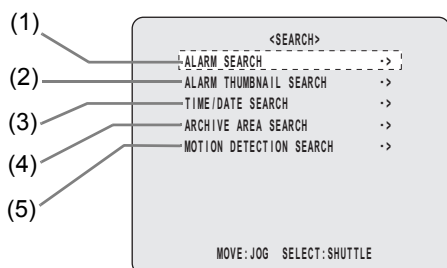 <SEARCH>
(1) ALARM SEARCH ->
(2) ALARM THUMBNAIL SEARCH ->
(3) TIME/DATE SEARCH ->
(4) ARCHIVE AREA SEARCH ->
(5) MOTION DETECTION SEARCH ->
MOVE:JOG SELECT:SHUTTLE